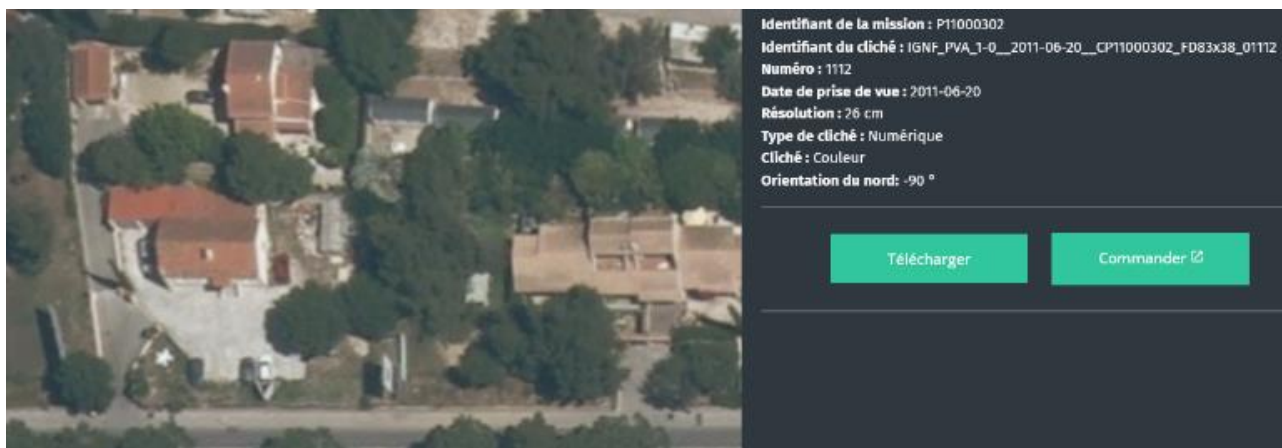 Identifiant de la mission : P11000302
Identifiant du cliché : IGNF_PVA_1-0__2011-06-20__CP11000302_FD83x38_01112
Numéro : 1112
Date de prise de vue : 2011-06-20
Résolution : 26 cm
Type de cliché : Numérique
Cliché : Couleur
Orientation du nord: -90 °
Télécharger
Commander